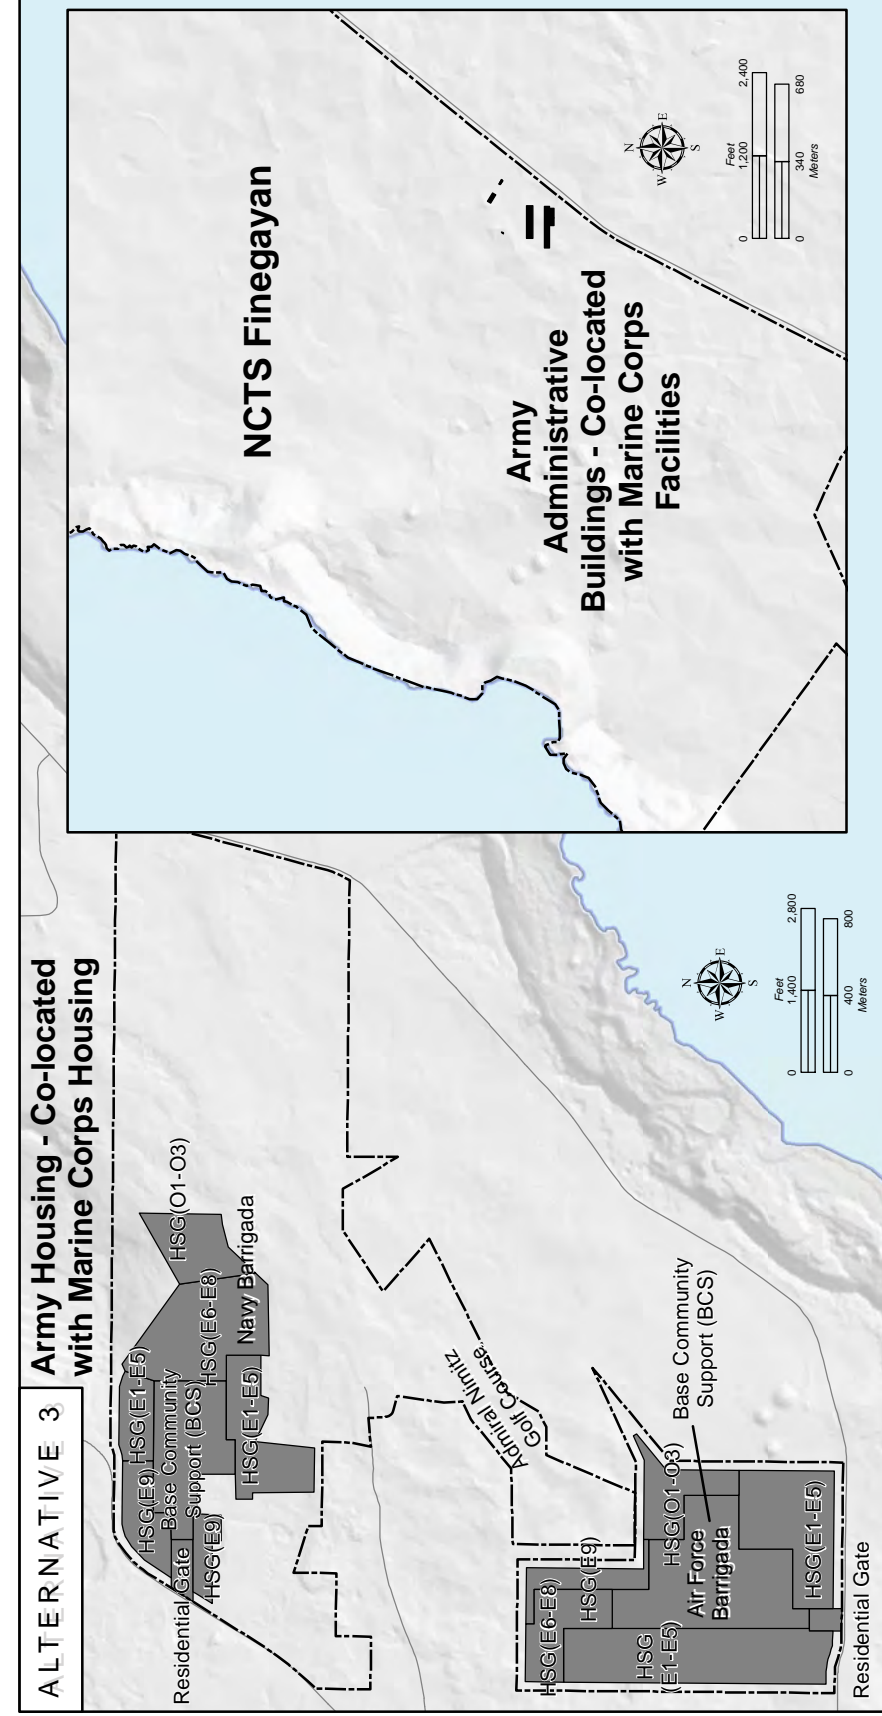 ALTERNATIVE 3
Army Housing - Co-located
with Marine Corps Housing
HSG(E1-E5)
HSG(E9)
Base Community
Support (BCS)
HSG(O1-O3)
HSG(E6-E8)
Navy Barrigada
HSG(E1-E5)
HSG(E9)
Residential Gate
Admiral Nimitz
Golf Course
HSG(E6-E8)
HSG(E9)
HSG
(E1-E5)
HSG(O1-O3)
Air Force
Barrigada
Base Community
Support (BCS)
HSG(E1-E5)
Residential Gate
N
W
E
S
Feet
0
1,400
2,800
0
400
800
Meters
NCTS Finegayan
Army
Administrative
Buildings - Co-located
with Marine Corps
Facilities
N
W
E
S
Feet
0
1,200
2,400
0
340
680
Meters